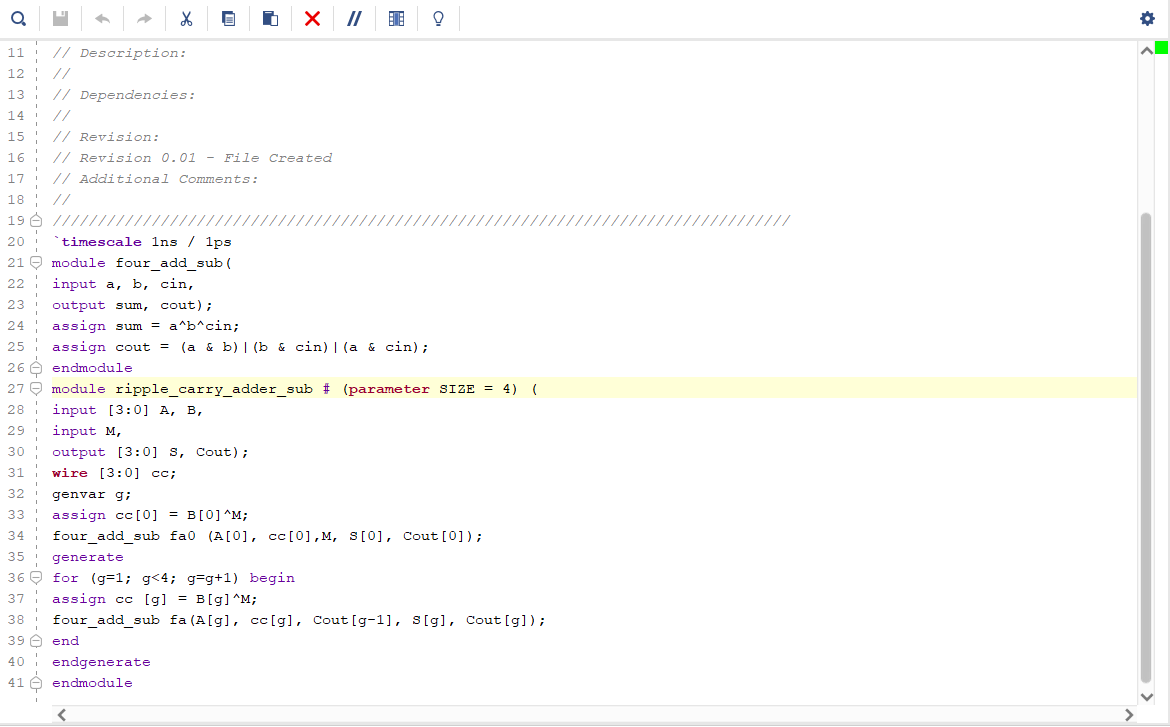 11 // Description:
12 //
13 // Dependencies:
14 //
15 // Revision:
16 // Revision 0.01 - File Created
17 // Additional Comments:
18 //
19 //////////////////////////////////////////////////////////////////////////////////
20 `timescale 1ns / 1ps
21 module four_add_sub(
22 input a, b, cin,
23 output sum, cout);
24 assign sum = a^b^cin;
25 assign cout = (a & b)|(b & cin)|(a & cin);
26 endmodule
27 module ripple_carry_adder_sub # (parameter SIZE = 4) (
28 input [3:0] A, B,
29 input M,
30 output [3:0] S, Cout);
31 wire [3:0] cc;
32 genvar g;
33 assign cc[0] = B[0]^M;
34 four_add_sub fa0 (A[0], cc[0],M, S[0], Cout[0]);
35 generate
36 for (g=1; g<4; g=g+1) begin
37 assign cc [g] = B[g]^M;
38 four_add_sub fa(A[g], cc[g], Cout[g-1], S[g], Cout[g]);
39 end
40 endgenerate
41 endmodule